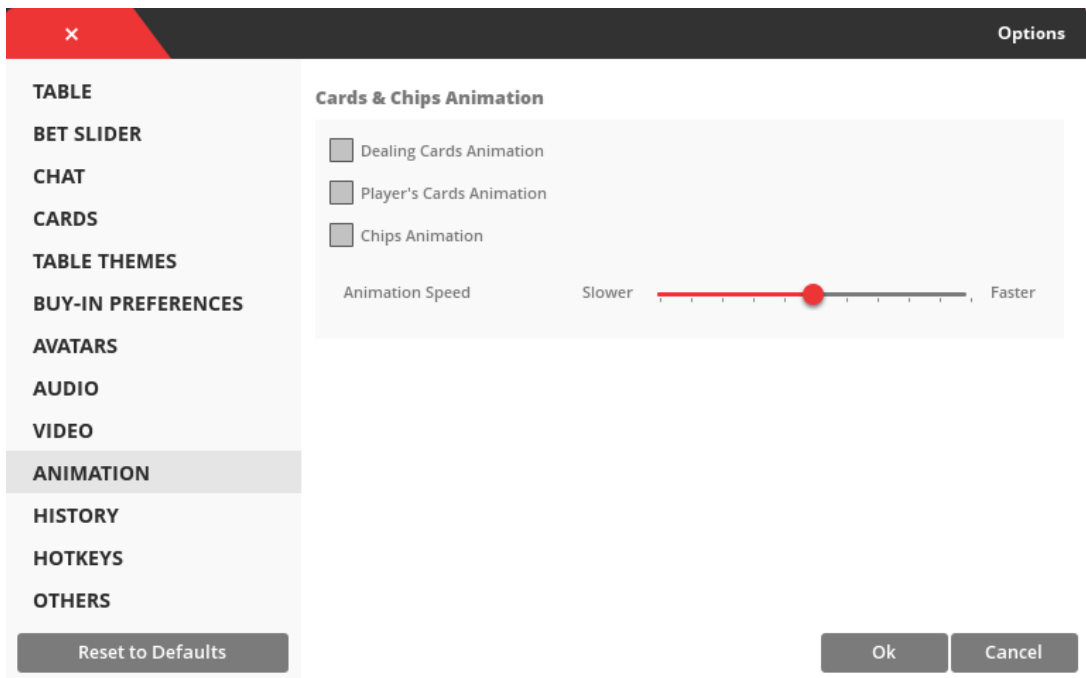 ×
Options
TABLE
BET SLIDER
CHAT
CARDS
TABLE THEMES
BUY-IN PREFERENCES
AVATARS
AUDIO
VIDEO
ANIMATION
HISTORY
HOTKEYS
OTHERS
Reset to Defaults
Cards & Chips Animation
Dealing Cards Animation
Player's Cards Animation
Chips Animation
Animation Speed Slower Faster
Ok Cancel